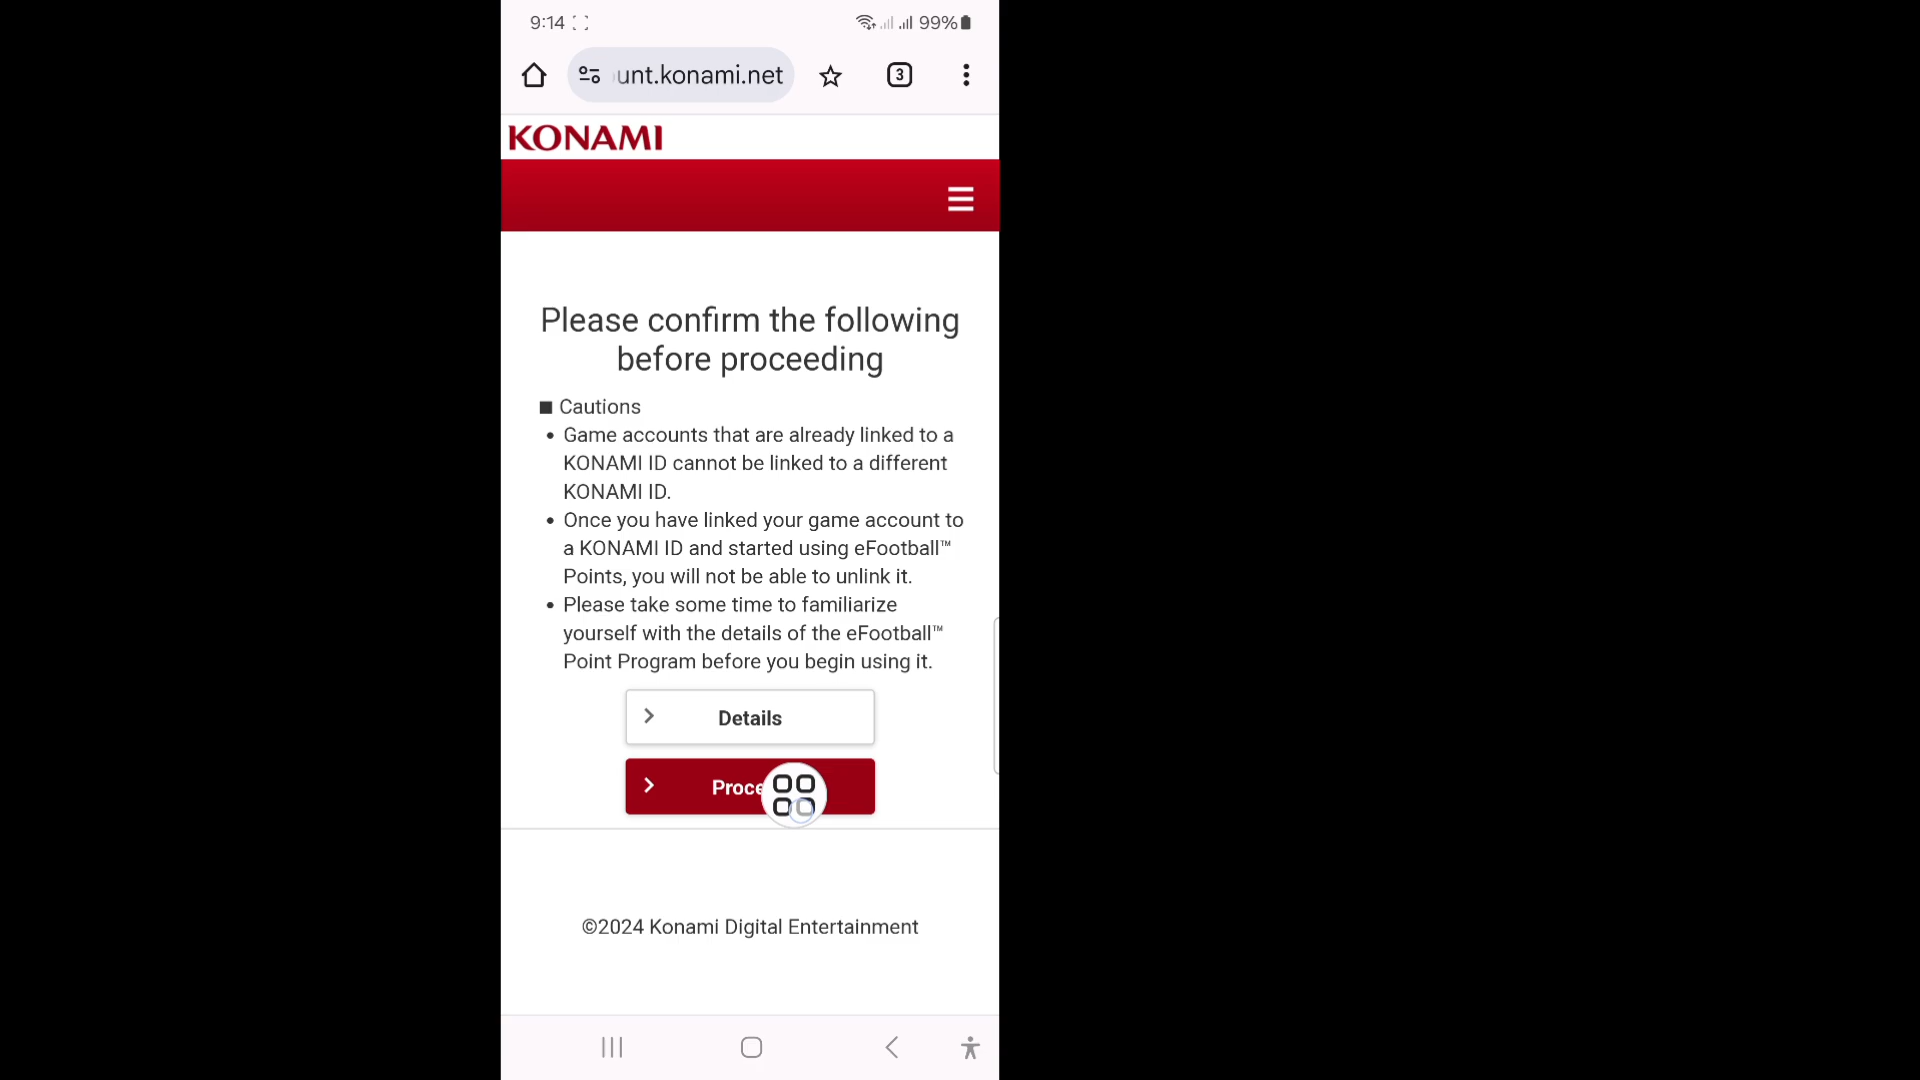 9:14 99%
unt.konami.net 3
KONAMI
Please confirm the following
before proceeding
■ Cautions
• Game accounts that are already linked to a
KONAMI ID cannot be linked to a different
KONAMI ID.
• Once you have linked your game account to
a KONAMI ID and started using eFootball™
Points, you will not be able to unlink it.
• Please take some time to familiarize
yourself with the details of the eFootball™
Point Program before you begin using it.
Details
Proce
©2024 Konami Digital Entertainment